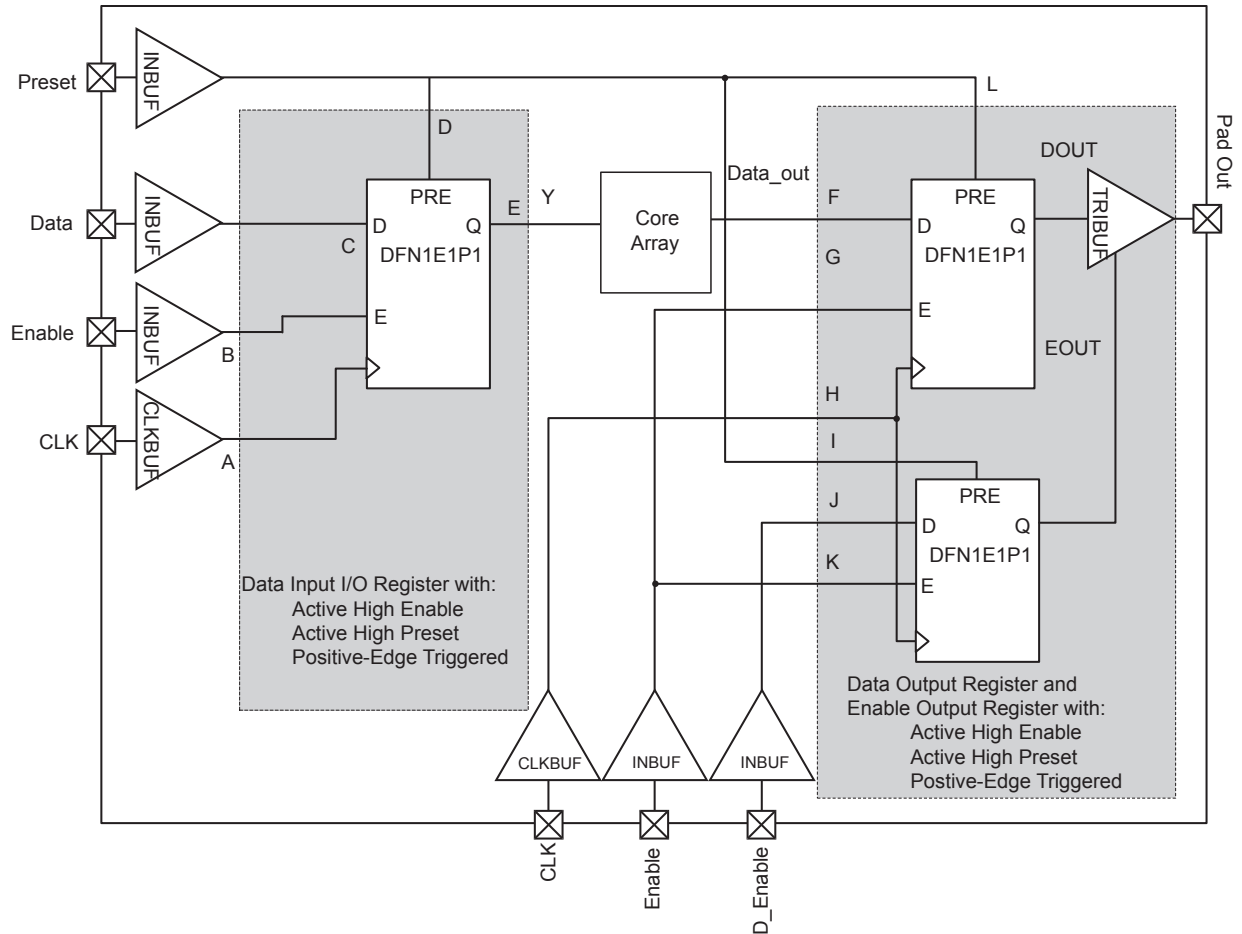 Preset
INBUF
L
D
Pad Out
DOUT
Data
INBUF
PRE
D
Q
DFN1E1P1
C
E
Y
Core
Array
Data_out
F
G
PRE
D
Q
DFN1E1P1
E
TRIBUF
Enable
INBUF
B
E
EOUT
CLK
CLKBUF
A
H
I
J
K
PRE
D
Q
DFN1E1P1
E
Data Input I/O Register with:
Active High Enable
Active High Preset
Positive-Edge Triggered
Data Output Register and
Enable Output Register with:
Active High Enable
Active High Preset
Postive-Edge Triggered
CLKBUF
INBUF
INBUF
CLK
Enable
D_Enable